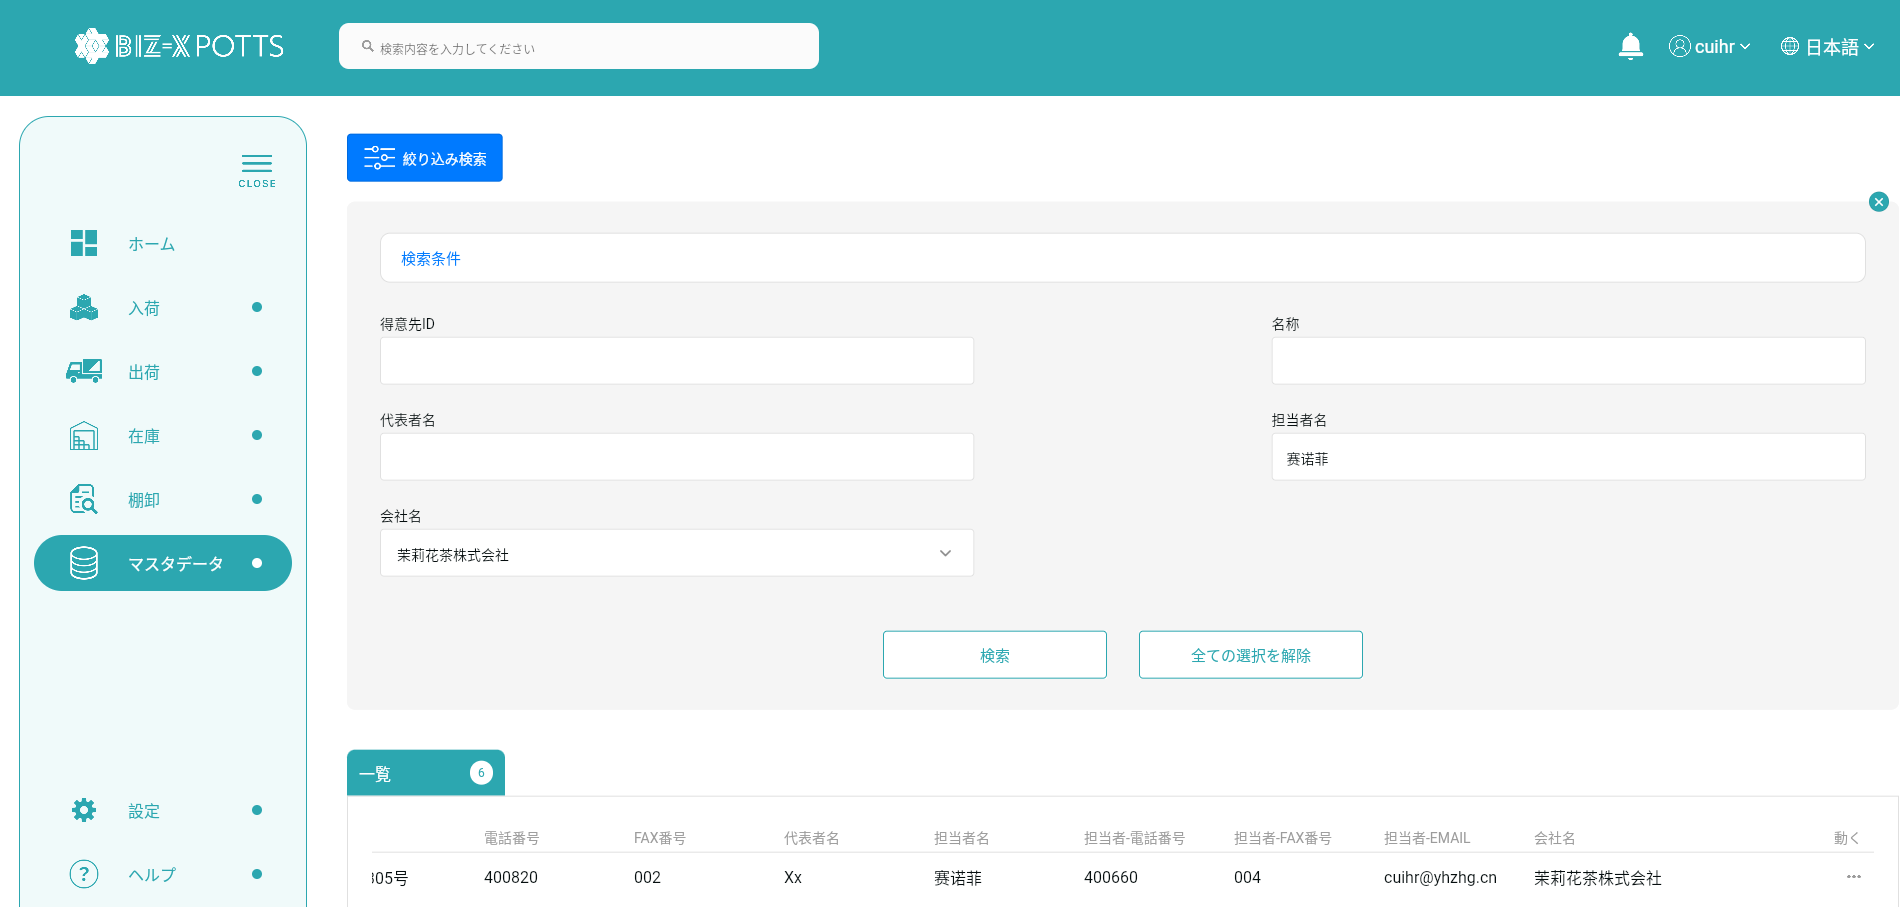 BIZ-X POTTS
検索内容を入力してください
cuihr
日本語
CLOSE
ホーム
入荷
出荷
在庫
棚卸
マスタデータ
設定
ヘルプ
絞り込み検索
検索条件
得意先ID
名称
代表者名
担当者名
赛诺菲
会社名
茉莉花茶株式会社
検索
全ての選択を解除
一覧 6
電話番号 FAX番号 代表者名 担当者名 担当者-電話番号 担当者-FAX番号 担当者-EMAIL 会社名 動く
305号 400820 002 Xx 赛诺菲 400660 004 cuihr@yhzhg.cn 茉莉花茶株式会社 ···